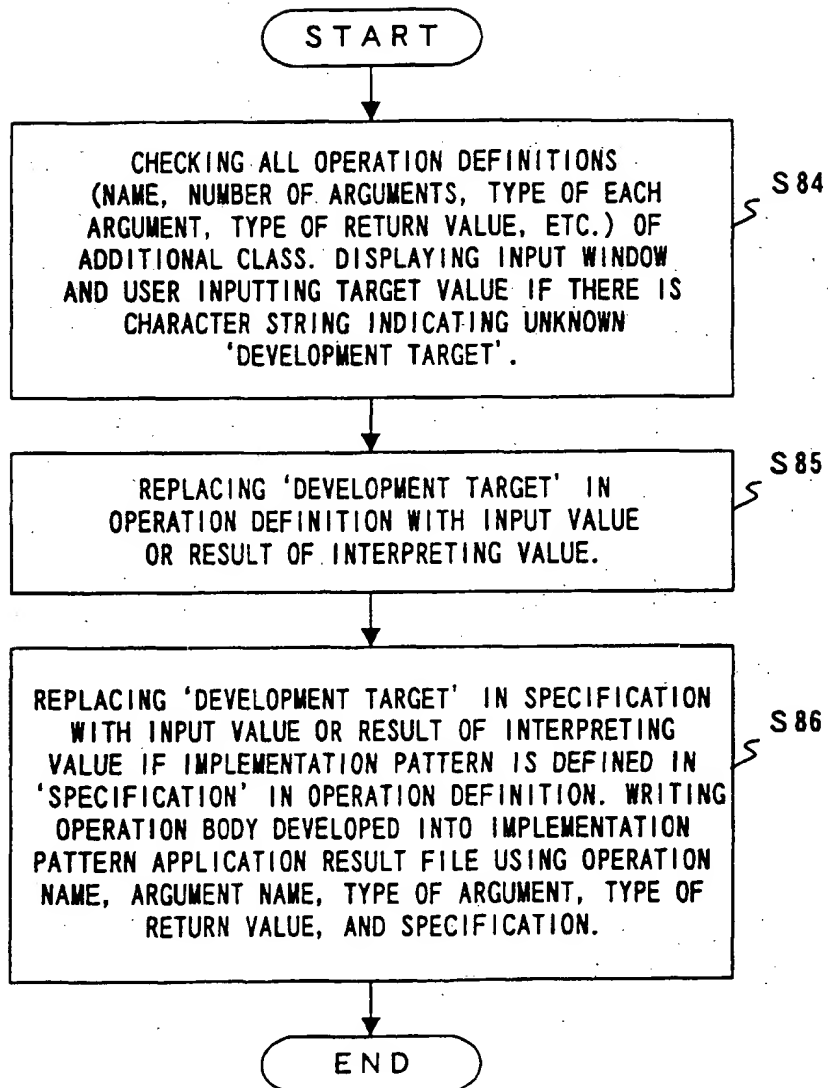 START
CHECKING ALL OPERATION DEFINITIONS
(NAME, NUMBER OF ARGUMENTS, TYPE OF EACH
ARGUMENT, TYPE OF RETURN VALUE, ETC.) OF
ADDITIONAL CLASS. DISPLAYING INPUT WINDOW
AND USER INPUTTING TARGET VALUE IF THERE IS
CHARACTER STRING INDICATING UNKNOWN
'DEVELOPMENT TARGET'.
S84
REPLACING 'DEVELOPMENT TARGET' IN
OPERATION DEFINITION WITH INPUT VALUE
OR RESULT OF INTERPRETING VALUE.
S85
REPLACING 'DEVELOPMENT TARGET' IN SPECIFICATION
WITH INPUT VALUE OR RESULT OF INTERPRETING
VALUE IF IMPLEMENTATION PATTERN IS DEFINED IN
'SPECIFICATION' IN OPERATION DEFINITION. WRITING
OPERATION BODY DEVELOPED INTO IMPLEMENTATION
PATTERN APPLICATION RESULT FILE USING OPERATION
NAME, ARGUMENT NAME, TYPE OF ARGUMENT, TYPE OF
RETURN VALUE, AND SPECIFICATION.
S86
END